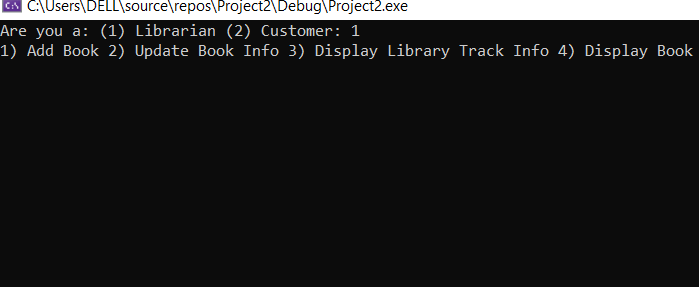 C:\Users\DELL\source\repos\Project2\Debug\Project2.exe
Are you a: (1) Librarian (2) Customer: 1
1) Add Book 2) Update Book Info 3) Display Library Track Info 4) Display Book